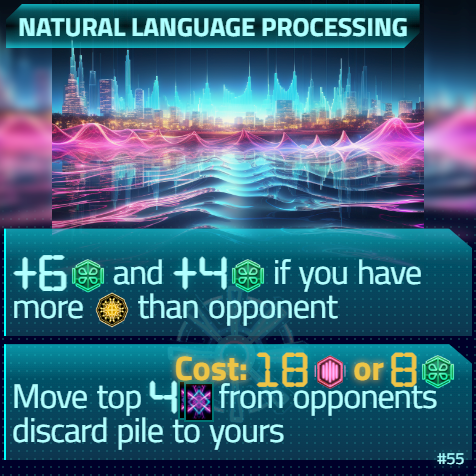 NATURAL LANGUAGE PROCESSING
+6 and +4 if you have
more than opponent
Cost: 18 or 8
Move top 4 from opponents
discard pile to yours
#55